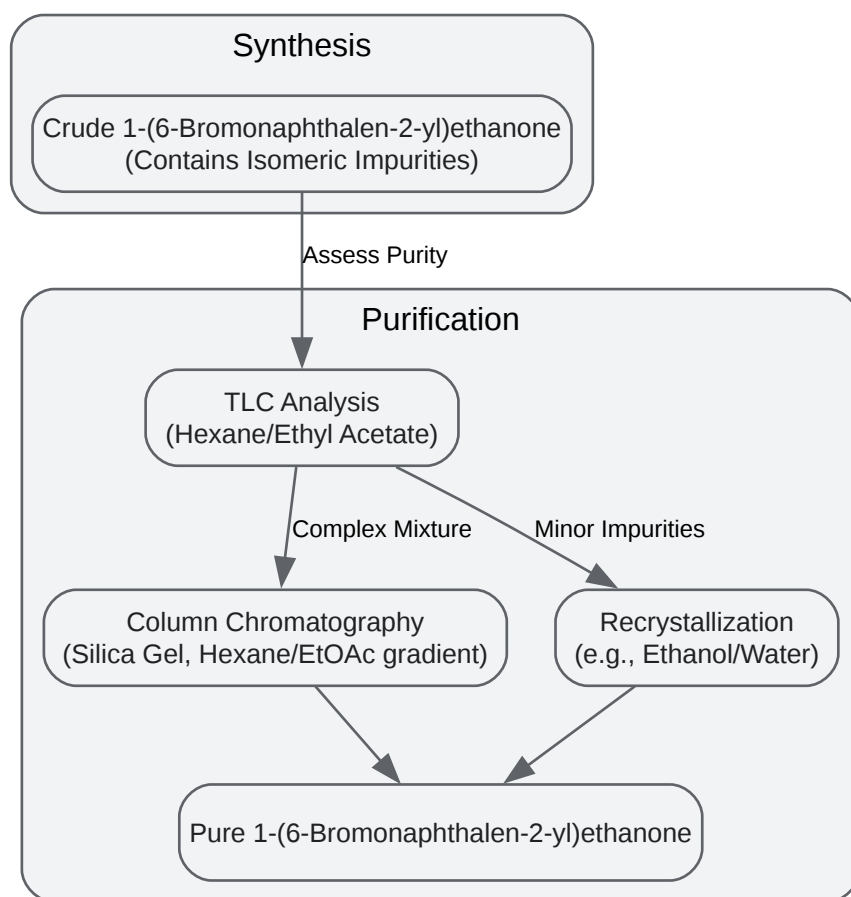 Synthesis
Crude 1-(6-Bromonaphthalen-2-yl)ethanone
(Contains Isomeric Impurities)
Assess Purity
Purification
TLC Analysis
(Hexane/Ethyl Acetate)
Complex Mixture
Minor Impurities
Column Chromatography
(Silica Gel, Hexane/EtOAc gradient)
Recrystallization
(e.g., Ethanol/Water)
Pure 1-(6-Bromonaphthalen-2-yl)ethanone